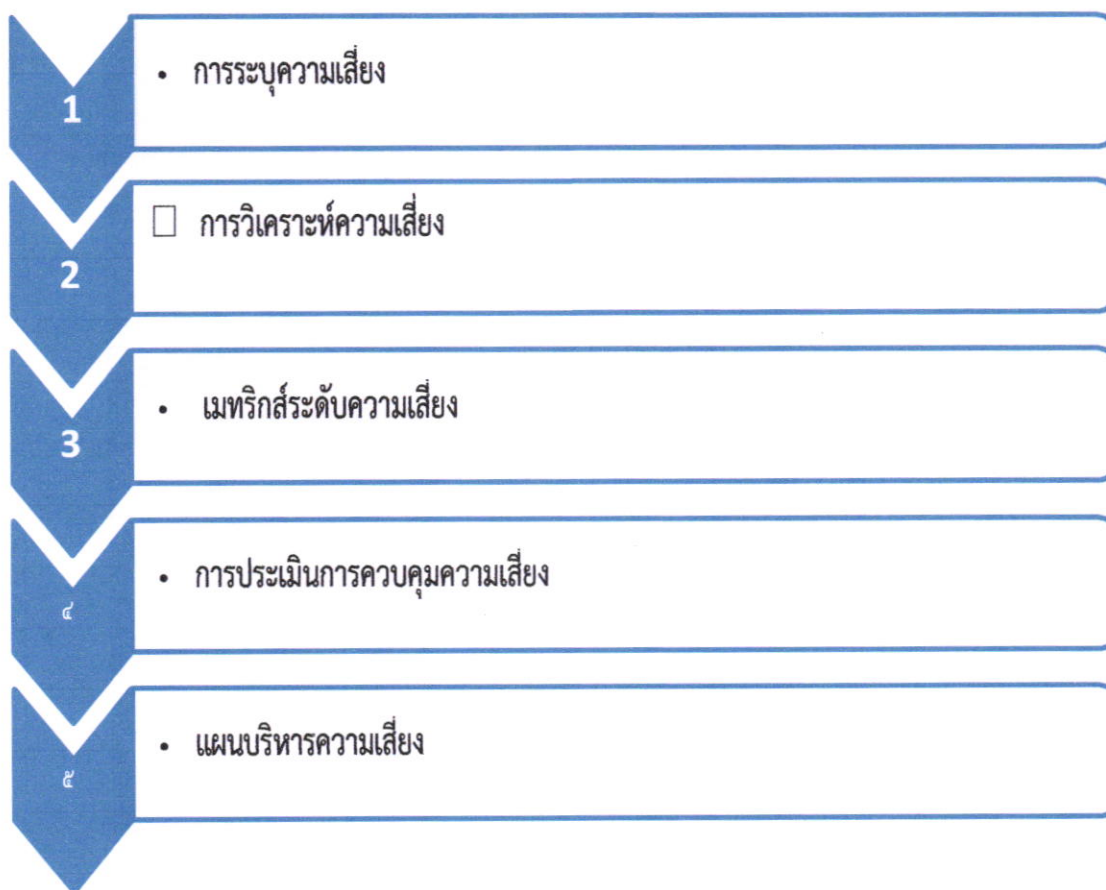 1
• การระบุความเสี่ยง
2
□ การวิเคราะห์ความเสี่ยง
3
• เมทริกส์ระดับความเสี่ยง
๔
• การประเมินการควบคุมความเสี่ยง
๕
• แผนบริหารความเสี่ยง